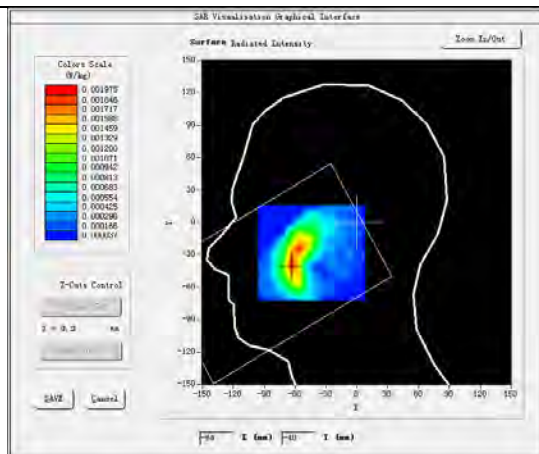 SAR Visualisation Graphical Interface
Surface Radiated Intensity
Zoom In/Out
Colors Scale
(W/kg)
0.001975
0.001846
0.001717
0.001588
0.001459
0.001329
0.001200
0.001071
0.000942
0.000813
0.000683
0.000554
0.000425
0.000296
0.000166
0.000037
150
120
90
60
30
0
-30
-60
-90
-120
-150
Y
-150 -120 -90 -60 -30 0 30 60 90 120 150
X
Z-Cuts Control
SAVE Cancel
X (mm) -40 Y (mm)